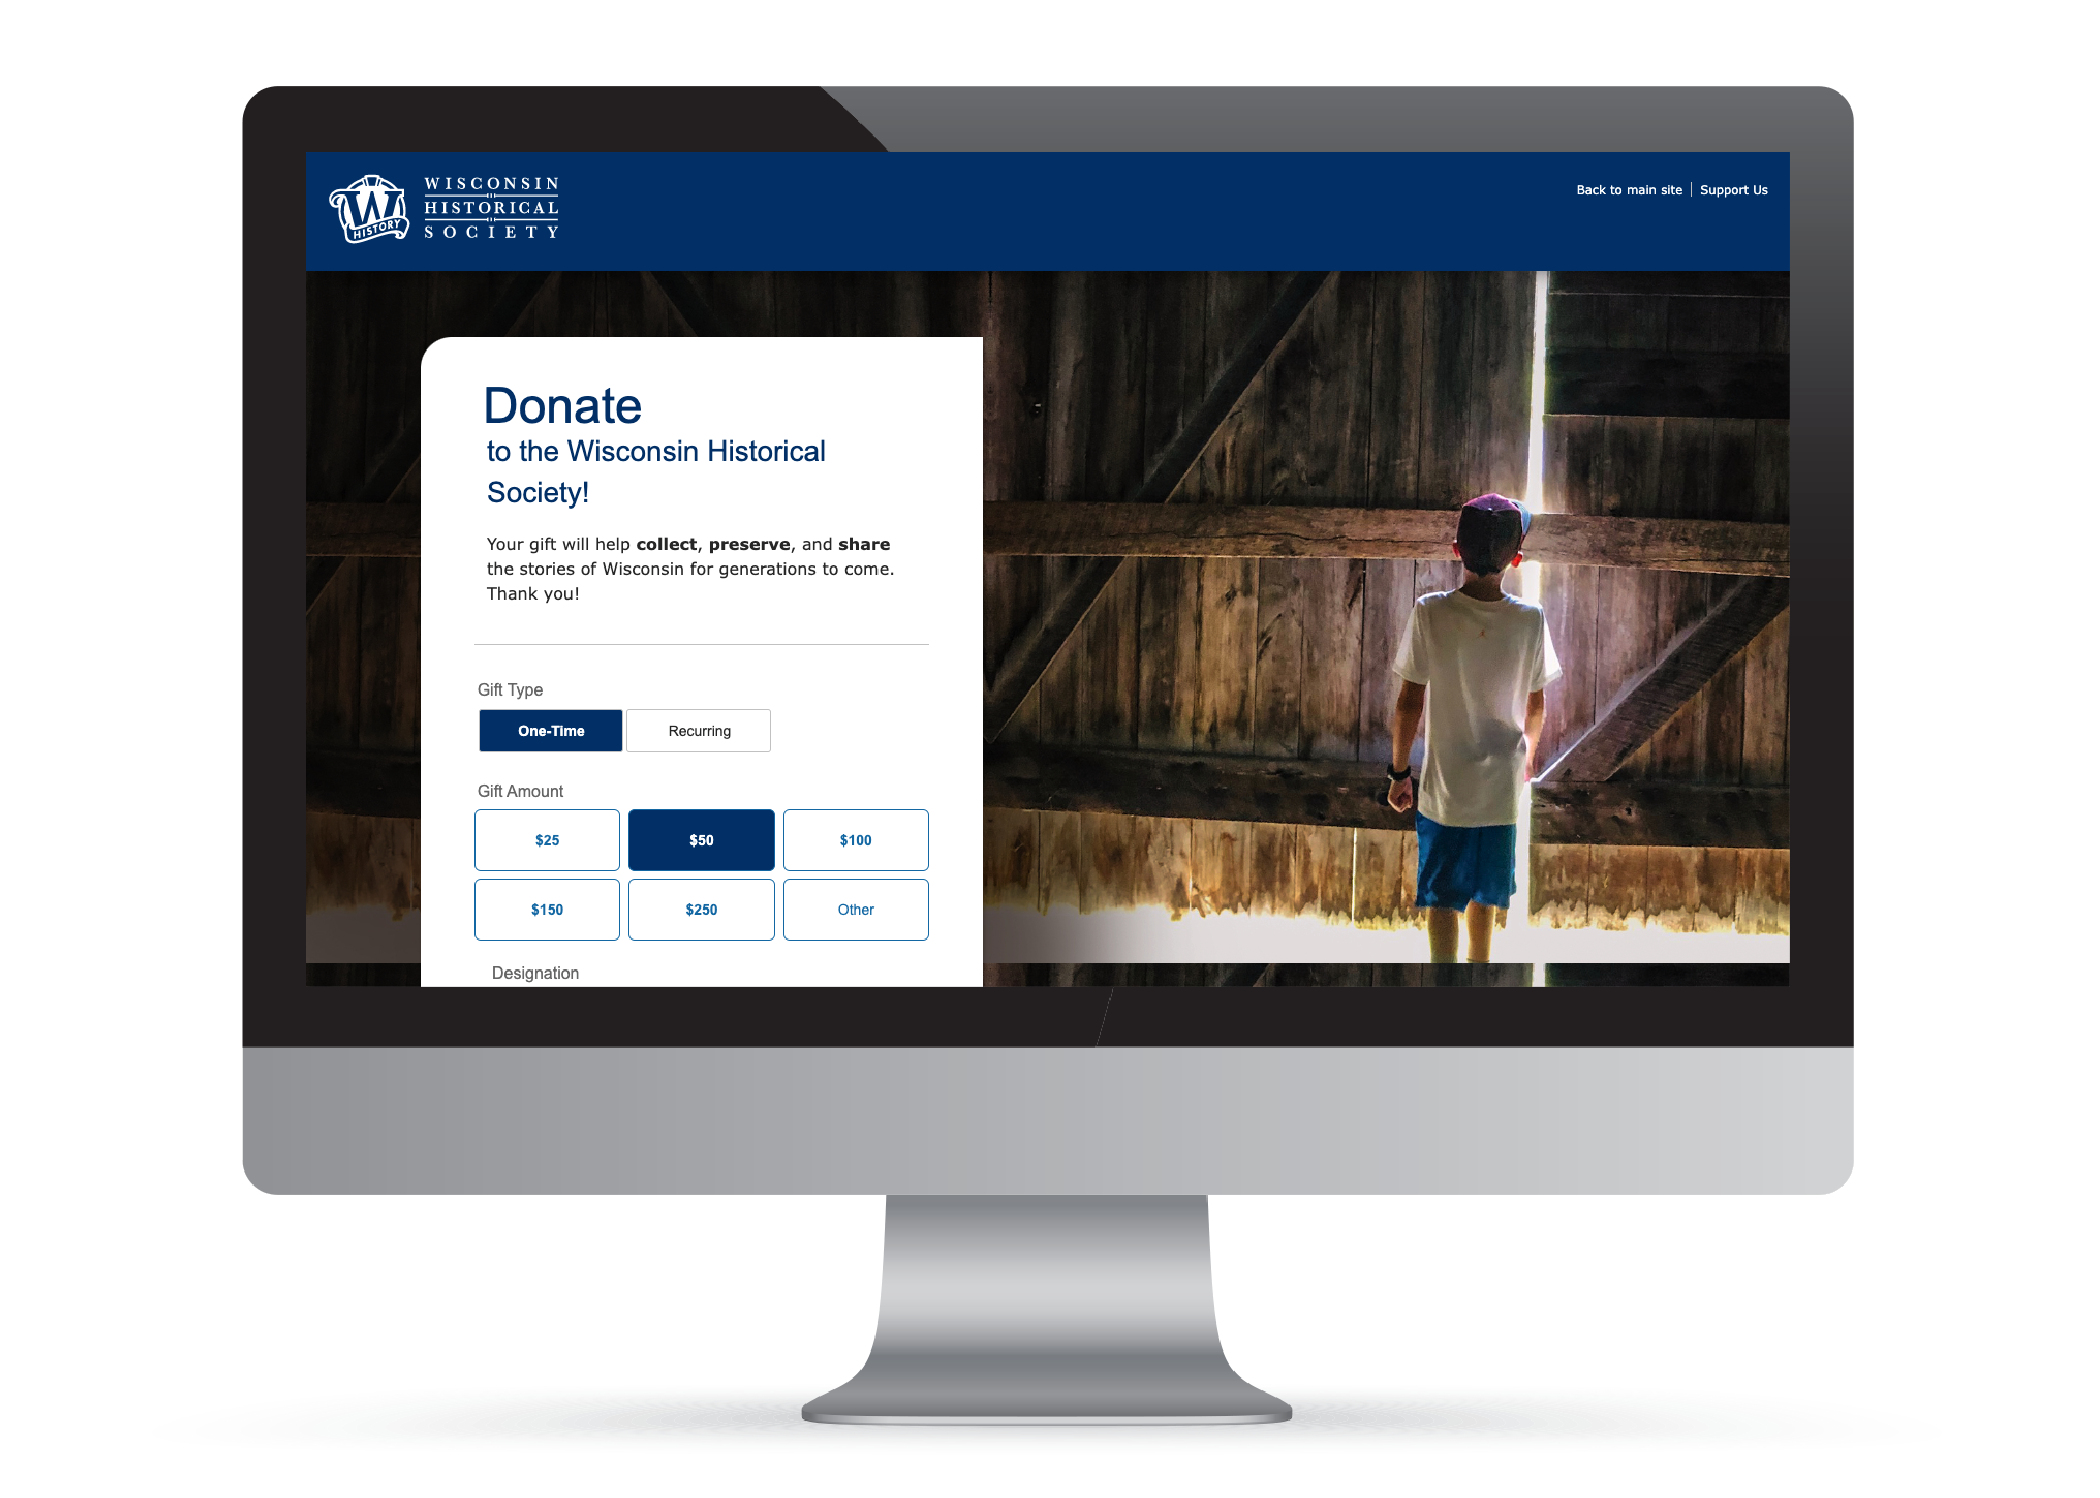 W
HISTORY
WISCONSIN
HISTORICAL
SOCIETY
Back to main site | Support Us
Donate
to the Wisconsin Historical
Society!
Your gift will help collect, preserve, and share
the stories of Wisconsin for generations to come.
Thank you!
Gift Type
One-Time
Recurring
Gift Amount
$25
$50
$100
$150
$250
Other
Designation